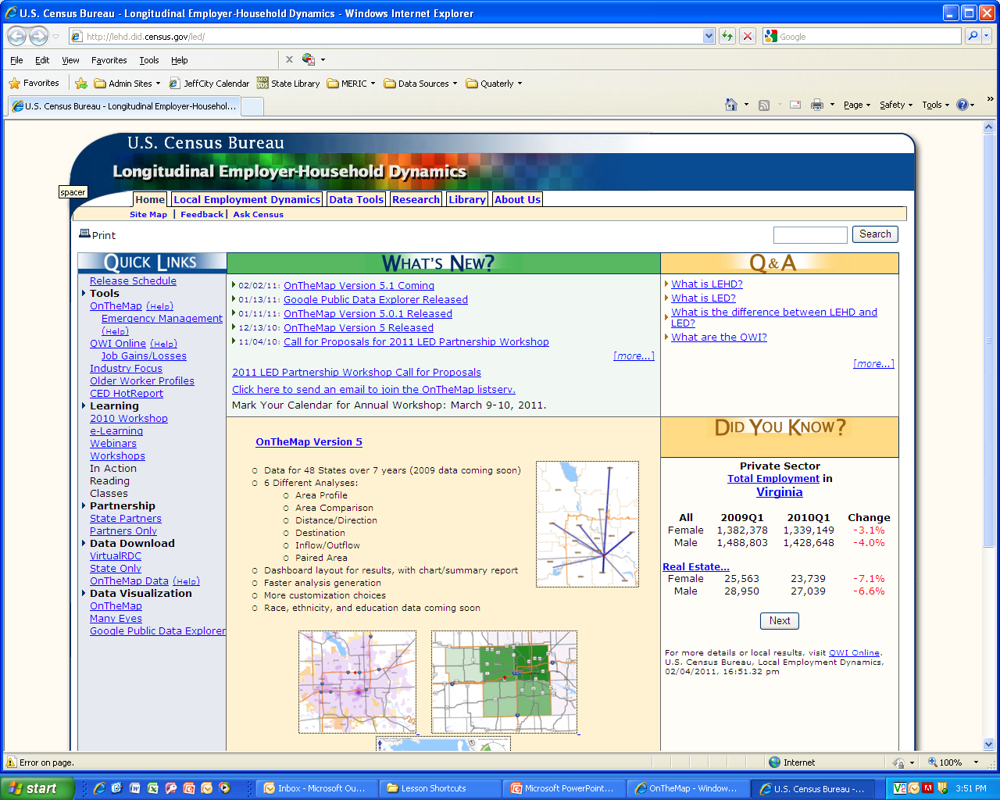 U.S. Census Bureau - Longitudinal Employer-Household Dynamics - Windows Internet Explorer
http://lehd.did.census.gov/led/
Google
File Edit View Favorites Tools Help
Favorites Admin Sites JeffCity Calendar State Library MERIC Data Sources Quaterly
U.S. Census Bureau - Longitudinal Employer-Househol...
Page Safety Tools
U.S. Census Bureau
Longitudinal Employer-Household Dynamics
spacer
Home Local Employment Dynamics Data Tools Research Library About Us
Site Map | Feedback | Ask Census
Print
Search
QUICK LINKS
Release Schedule
Tools
OnTheMap (Help)
Emergency Management
(Help)
QWI Online (Help)
Job Gains/Losses
Industry Focus
Older Worker Profiles
CED HotReport
Learning
2010 Workshop
e-Learning
Webinars
Workshops
In Action
Reading
Classes
Partnership
State Partners
Partners Only
Data Download
VirtualRDC
State Only
OnTheMap Data (Help)
Data Visualization
OnTheMap
Many Eyes
Google Public Data Explorer
WHAT'S NEW?
02/02/11: OnTheMap Version 5.1 Coming
01/13/11: Google Public Data Explorer Released
01/11/11: OnTheMap Version 5.0.1 Released
12/13/10: OnTheMap Version 5 Released
11/04/10: Call for Proposals for 2011 LED Partnership Workshop
[more...]
2011 LED Partnership Workshop Call for Proposals
Click here to send an email to join the OnTheMap listserv.
Mark Your Calendar for Annual Workshop: March 9-10, 2011.
OnTheMap Version 5
Data for 48 States over 7 years (2009 data coming soon)
6 Different Analyses:
Area Profile
Area Comparison
Distance/Direction
Destination
Inflow/Outflow
Paired Area
Dashboard layout for results, with chart/summary report
Faster analysis generation
More customization choices
Race, ethnicity, and education data coming soon
Q & A
What is LEHD?
What is LED?
What is the difference between LEHD and
LED?
What are the QWI?
[more...]
DID YOU KNOW?
Private Sector
Total Employment in
Virginia
All 2009Q1 2010Q1 Change
Female 1,382,378 1,339,149 -3.1%
Male 1,488,803 1,428,648 -4.0%
Real Estate...
Female 25,563 23,739 -7.1%
Male 28,950 27,039 -6.6%
Next
For more details or local results, visit QWI Online.
U.S. Census Bureau, Local Employment Dynamics,
02/04/2011, 16:51.32 pm
Error on page.
Internet
100%
start
Inbox - Microsoft Ou...
Lesson Shortcuts
Microsoft PowerPoint...
OnTheMap - Window...
U.S. Census Bureau -...
3:51 PM